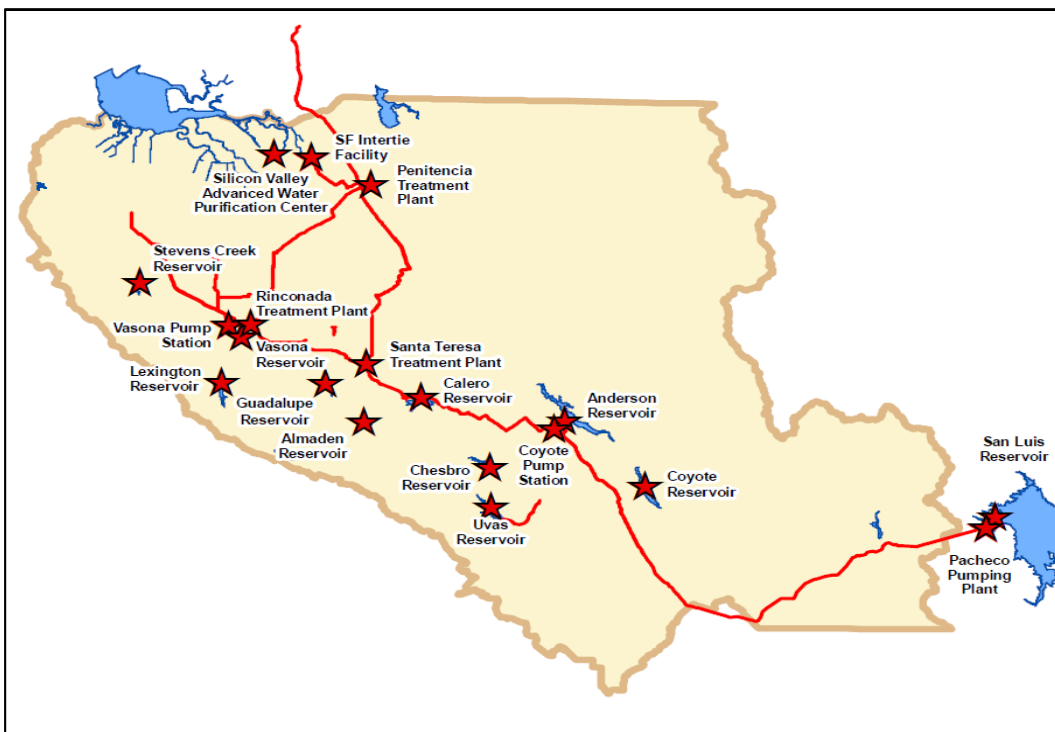 SF Intertie
Facility
Silicon Valley
Advanced Water
Purification Center
Penitencia
Treatment
Plant
Stevens Creek
Reservoir
Rinconada
Treatment Plant
Vasona Pump
Station
Vasona
Reservoir
Santa Teresa
Treatment Plant
Lexington
Reservoir
Guadalupe
Reservoir
Calero
Reservoir
Almaden
Reservoir
Anderson
Reservoir
Coyote
Pump
Station
Chesbro
Reservoir
Coyote
Reservoir
Uvas
Reservoir
San Luis
Reservoir
Pacheco
Pumping
Plant